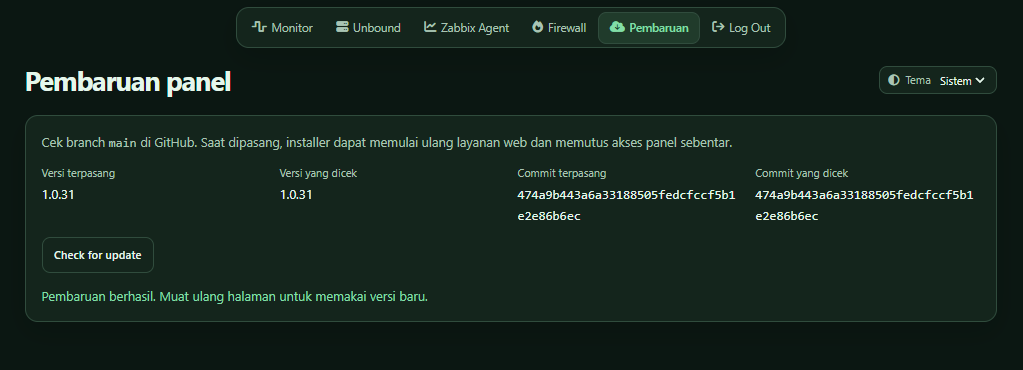 Monitor Unbound Zabbix Agent Firewall Pembaruan Log Out
Pembaruan panel
Tema Sistem
Cek branch main di GitHub. Saat dipasang, installer dapat memulai ulang layanan web dan memutus akses panel sebentar.
Versi terpasang Versi yang dicek Commit terpasang Commit yang dicek
1.0.31 1.0.31 474a9b443a6a33188505fedcfccf5b1 474a9b443a6a33188505fedcfccf5b1
e2e86b6ec e2e86b6ec
Check for update
Pembaruan berhasil. Muat ulang halaman untuk memakai versi baru.